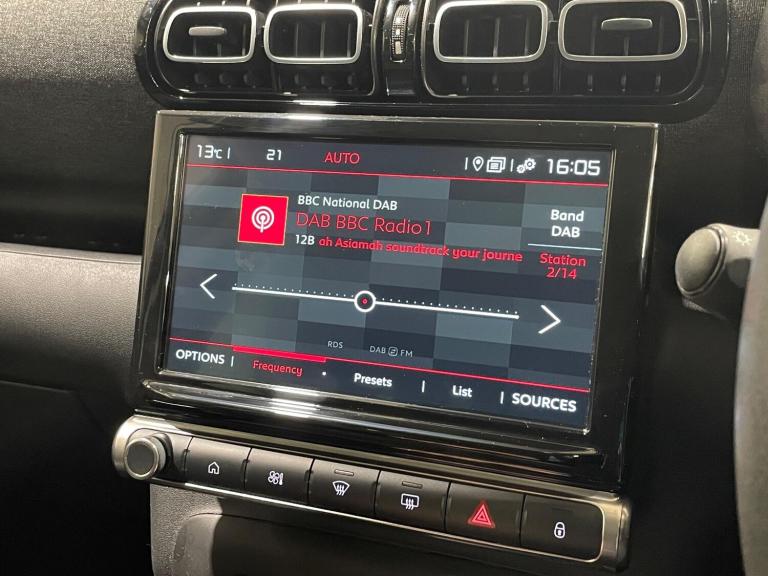 13°C | 21 AUTO 16:05
BBC National DAB
DAB BBC Radio1
12B ah Asiamah soundtrack your journe
Band
DAB
Station
2/14
RDS DAB FM
OPTIONS | Frequency • Presets | List | SOURCES